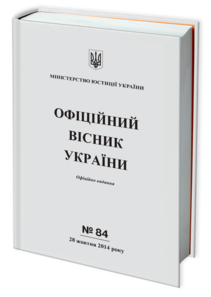 МІНІСТЕРСТВО ЮСТИЦІЇ УКРАЇНИ
ОФІЦІЙНИЙ
ВІСНИК
УКРАЇНИ
Офіційне видання
№ 84
28 жовтня 2014 року